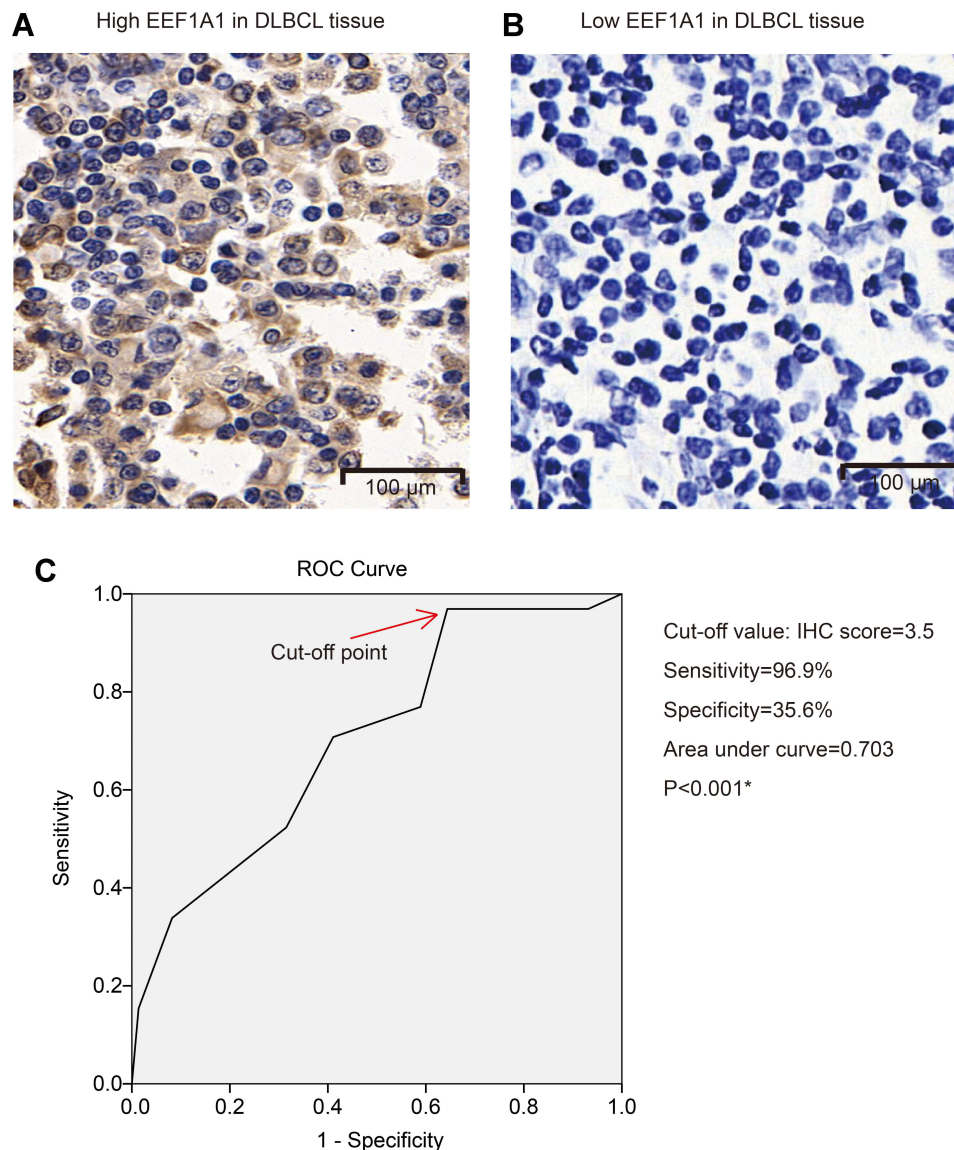 A
High EEF1A1 in DLBCL tissue
B
Low EEF1A1 in DLBCL tissue
100 μm
100 μm
C
ROC Curve
Cut-off point
Cut-off value: IHC score=3.5
Sensitivity=96.9%
Specificity=35.6%
Area under curve=0.703
P<0.001*
Sensitivity
1.0
0.8
0.6
0.4
0.2
0.0
0.0 0.2 0.4 0.6 0.8 1.0
1 - Specificity